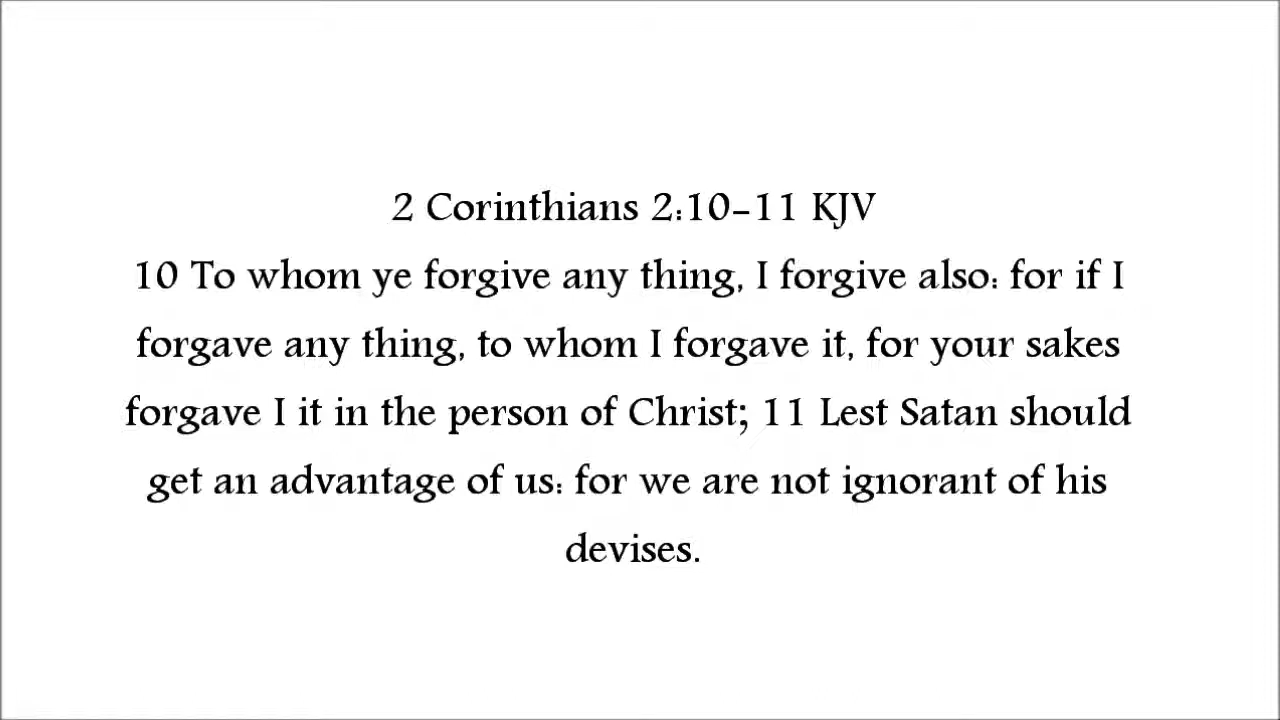 2 Corinthians 2:10-11 KJV
10 To whom ye forgive any thing, I forgive also: for if I
forgave any thing, to whom I forgave it, for your sakes
forgave I it in the person of Christ; 11 Lest Satan should
get an advantage of us: for we are not ignorant of his
devises.